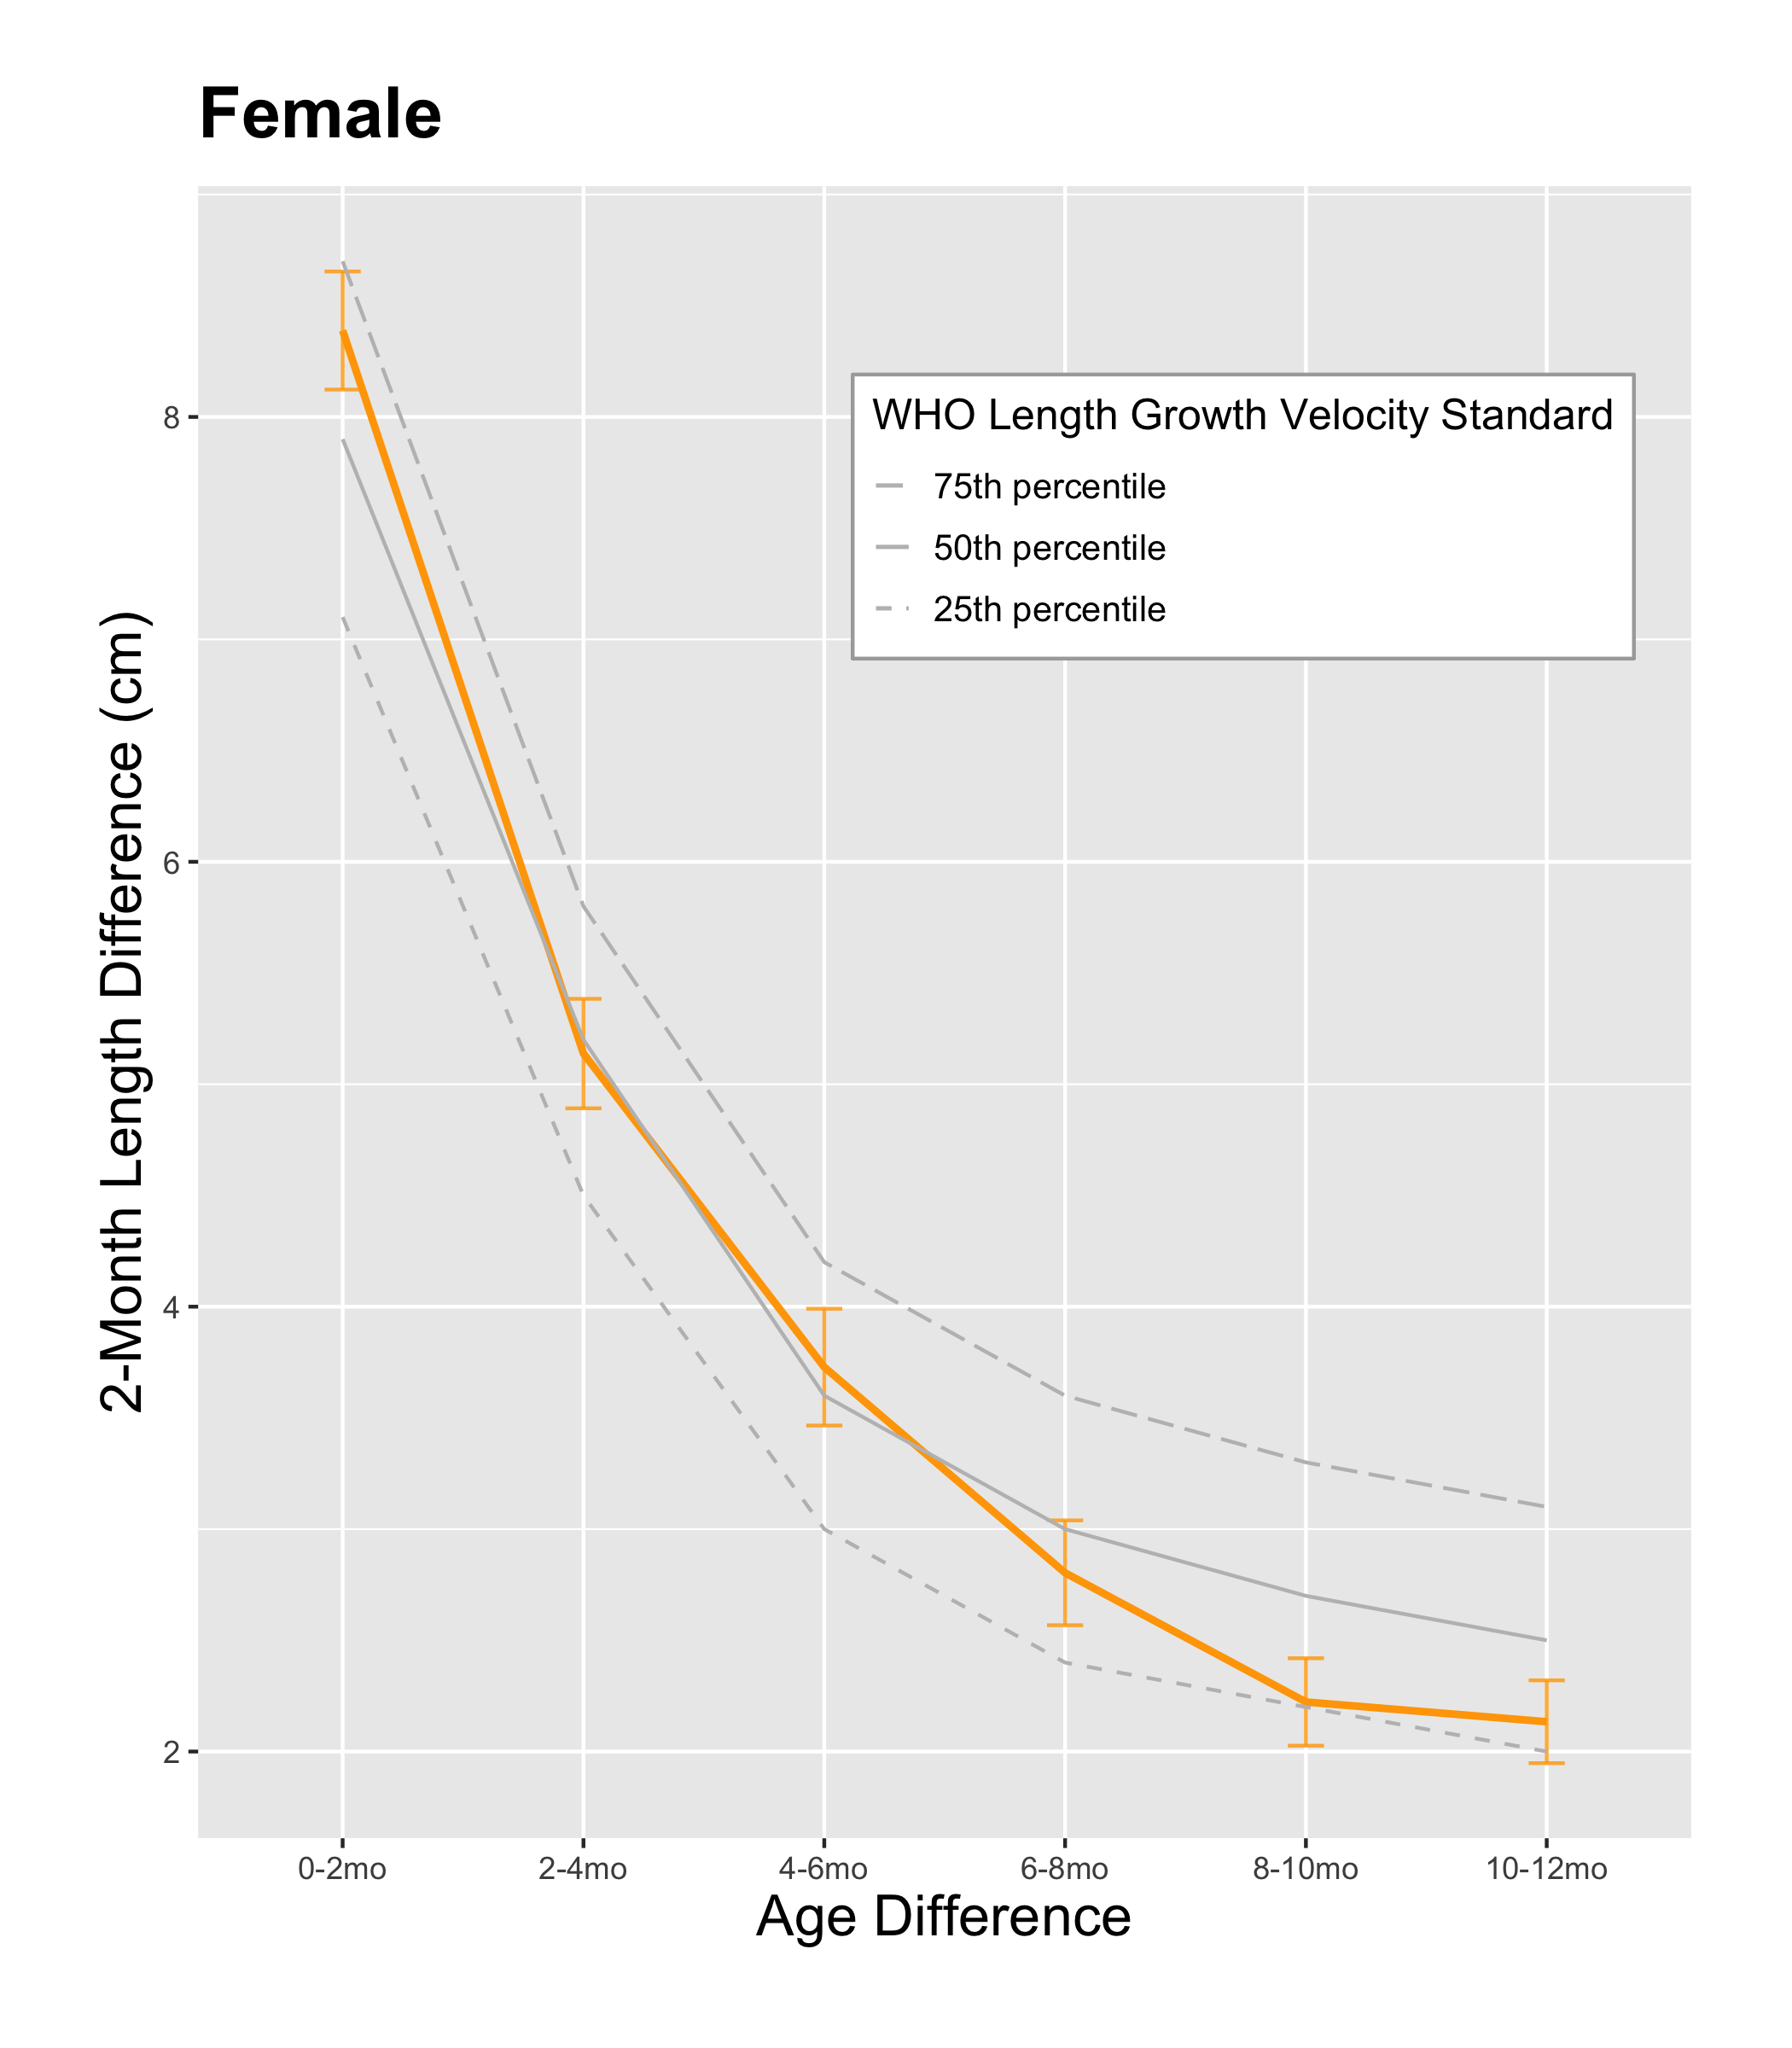 Female
2-Month Length Difference (cm)
8
6
4
2
WHO Length Growth Velocity Standard
75th percentile
50th percentile
25th percentile
0-2mo
2-4mo
4-6mo
6-8mo
8-10mo
10-12mo
Age Difference